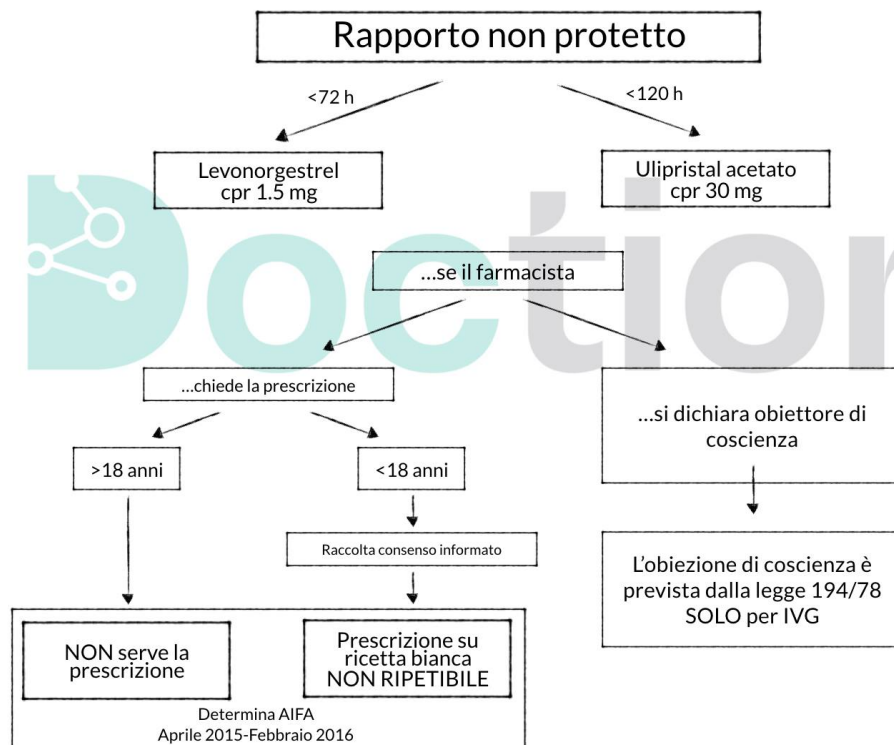 Rapporto non protetto
<72 h
<120 h
Levonorgestrel
cpr 1.5 mg
Ulipristal acetato
cpr 30 mg
Doction
...se il farmacista
...chiede la prescrizione
...si dichiara obiettore di
coscienza
>18 anni
<18 anni
Raccolta consenso informato
L'obiezione di coscienza è
prevista dalla legge 194/78
SOLO per IVG
NON serve la
prescrizione
Prescrizione su
ricetta bianca
NON RIPETIBILE
Determina AIFA
Aprile 2015-Febbraio 2016